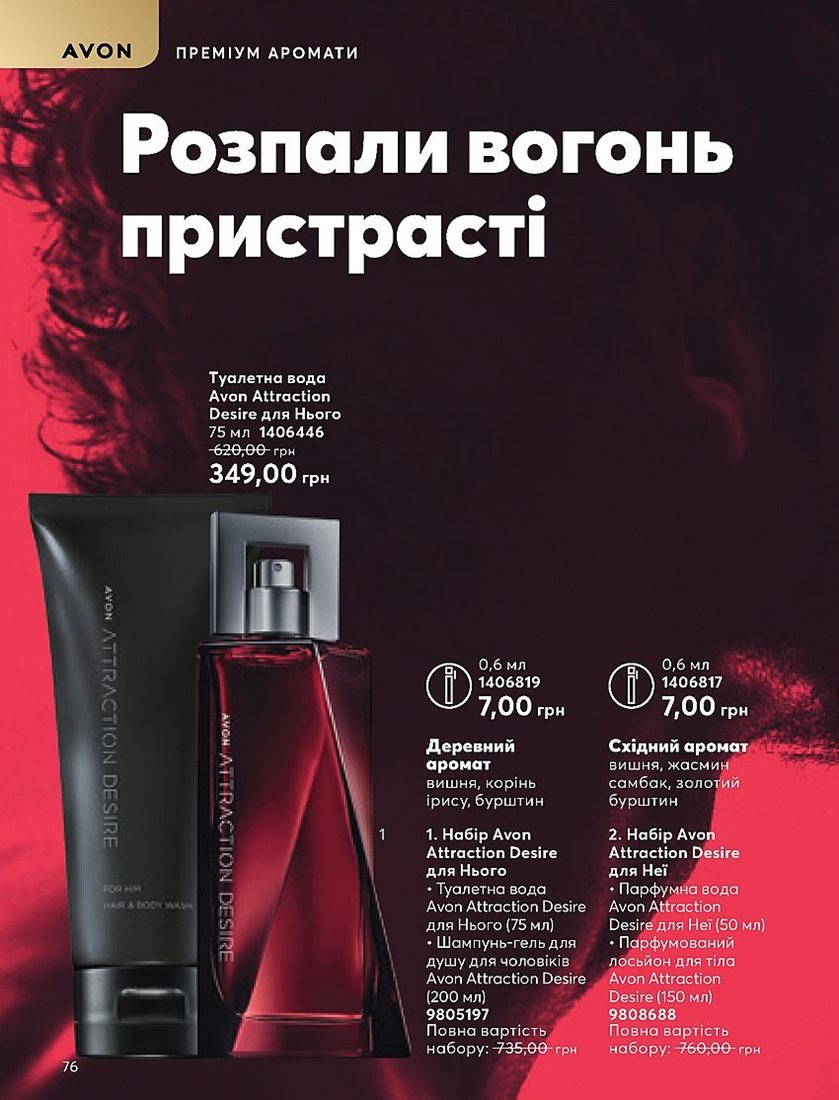 AVON
ПРЕМІУМ АРОМАТИ
Розпали вогонь
пристрасті
Туалетна вода
Avon Attraction
Desire для Нього
75 мл 1406446
620,00 грн
349,00 грн
AVON ATTRACTION DESIRE
FOR HIM
HAIR & BODY WASH
AVON ATTRACTION DESIRE
1
0,6 мл
1406819
7,00 грн
Деревний
аромат
вишня, корінь
ірису, бурштин
1. Набір Avon
Attraction Desire
для Нього
• Туалетна вода
Avon Attraction Desire
для Нього (75 мл)
• Шампунь-гель для
душу для чоловіків
Avon Attraction Desire
(200 мл)
9805197
Повна вартість
набору: 735,00 грн
0,6 мл
1406817
7,00 грн
Східний аромат
вишня, жасмин
самбак, золотий
бурштин
2. Набір Avon
Attraction Desire
для Неї
• Парфумна вода
Avon Attraction
Desire для Неї (50 мл)
• Парфумований
лосьйон для тіла
Avon Attraction
Desire (150 мл)
9808688
Повна вартість
набору: 760,00 грн
76